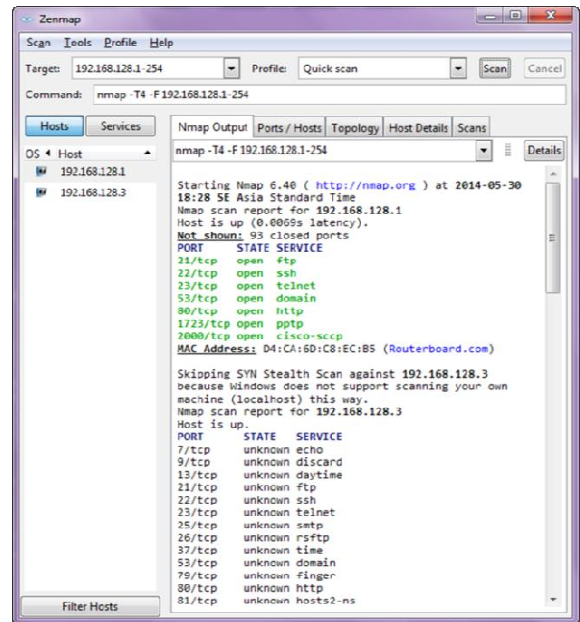 Zenmap
Scan Tools Profile Help
Target: 192.168.128.1-254 Profile: Quick scan Scan Cancel
Command: nmap -T4 -F 192.168.128.1-254
Hosts Services
OS Host
192.168.128.1
192.168.128.3
Filter Hosts
Nmap Output Ports / Hosts Topology Host Details Scans
nmap -T4 -F 192.168.128.1-254 Details
Starting Nmap 6.40 ( http://nmap.org ) at 2014-05-30
18:28 SE Asia Standard Time
Nmap scan report for 192.168.128.1
Host is up (0.0069s latency).
Not shown: 93 closed ports
PORT STATE SERVICE
21/tcp open ftp
22/tcp open ssh
23/tcp open telnet
53/tcp open domain
80/tcp open http
1723/tcp open pptp
2000/tcp open cisco-sccp
MAC Address: D4:CA:6D:C8:EC:B5 (Routerboard.com)
Skipping SYN Stealth Scan against 192.168.128.3
because Windows does not support scanning your own
machine (localhost) this way.
Nmap scan report for 192.168.128.3
Host is up.
PORT STATE SERVICE
7/tcp unknown echo
9/tcp unknown discard
13/tcp unknown daytime
21/tcp unknown ftp
22/tcp unknown ssh
23/tcp unknown telnet
25/tcp unknown smtp
26/tcp unknown rsftp
37/tcp unknown time
53/tcp unknown domain
79/tcp unknown finger
80/tcp unknown http
81/tcp unknown hosts2-ns